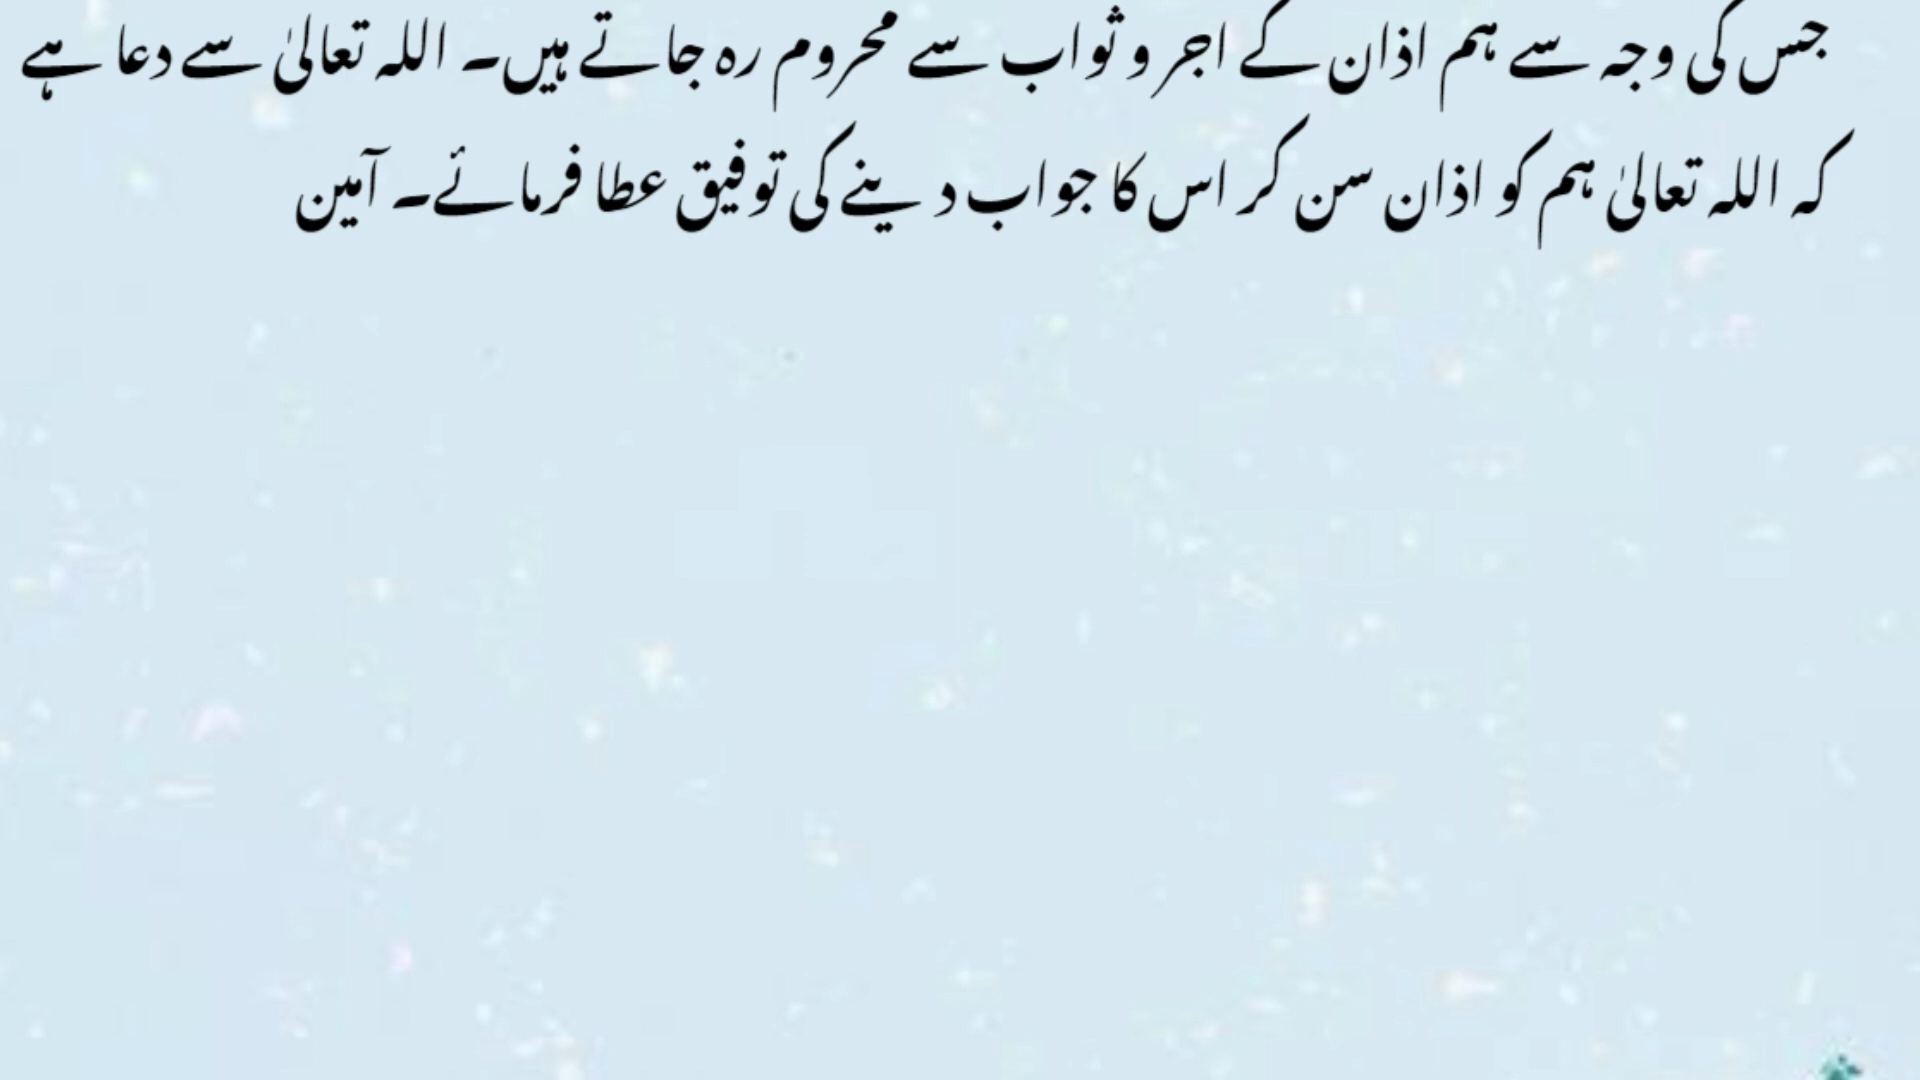 جس کی وجہ سے ہم اذان کے اجر و ثواب سے محروم رہ جاتے ہیں۔ اللہ تعالیٰ سے دعا ہے
کہ اللہ تعالیٰ ہم کو اذان سن کر اس کا جواب دینے کی توفیق عطا فرمائے۔ آمین